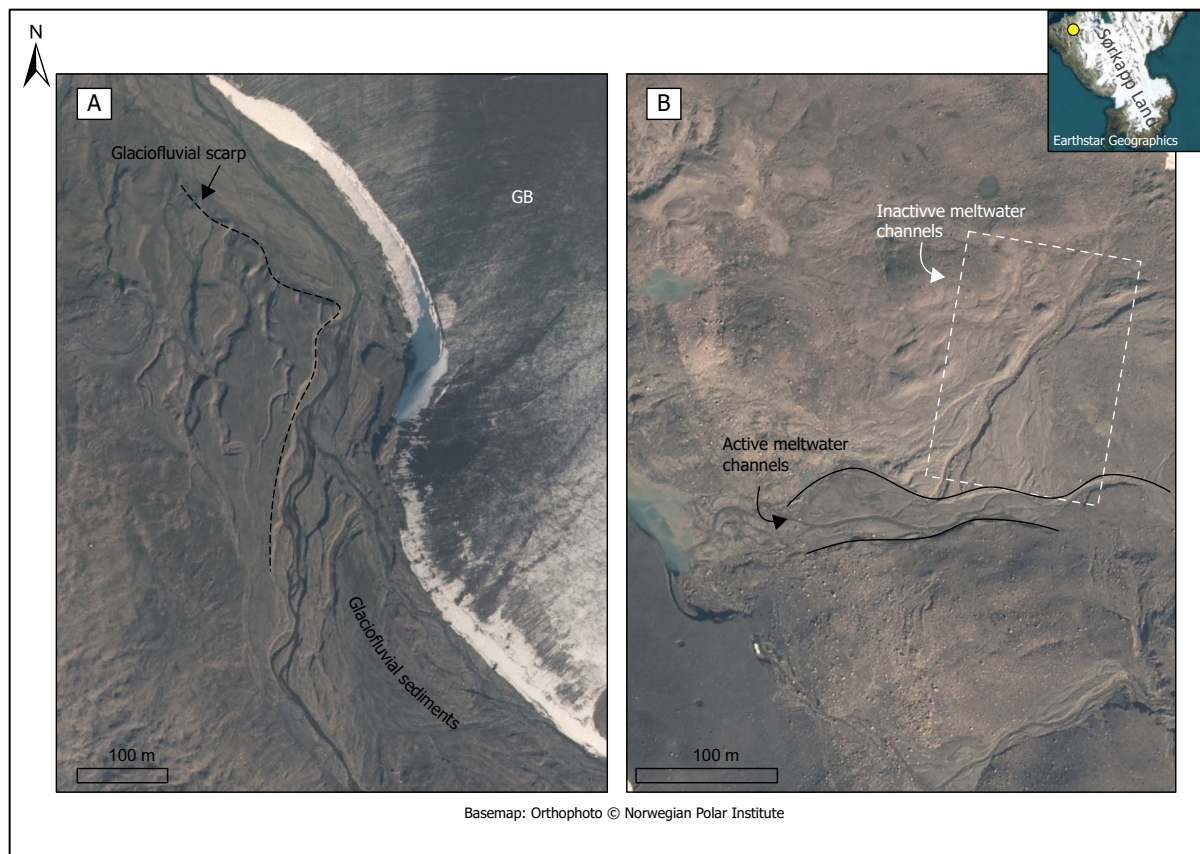 N
A
Glaciofluvial scarp
GB
Glaciofluvial sediments
100 m
B
Sørkapp Land
Earthstar Geographics
Inactivve meltwater
channels
Active meltwater
channels
100 m
Basemap: Orthophoto © Norwegian Polar Institute